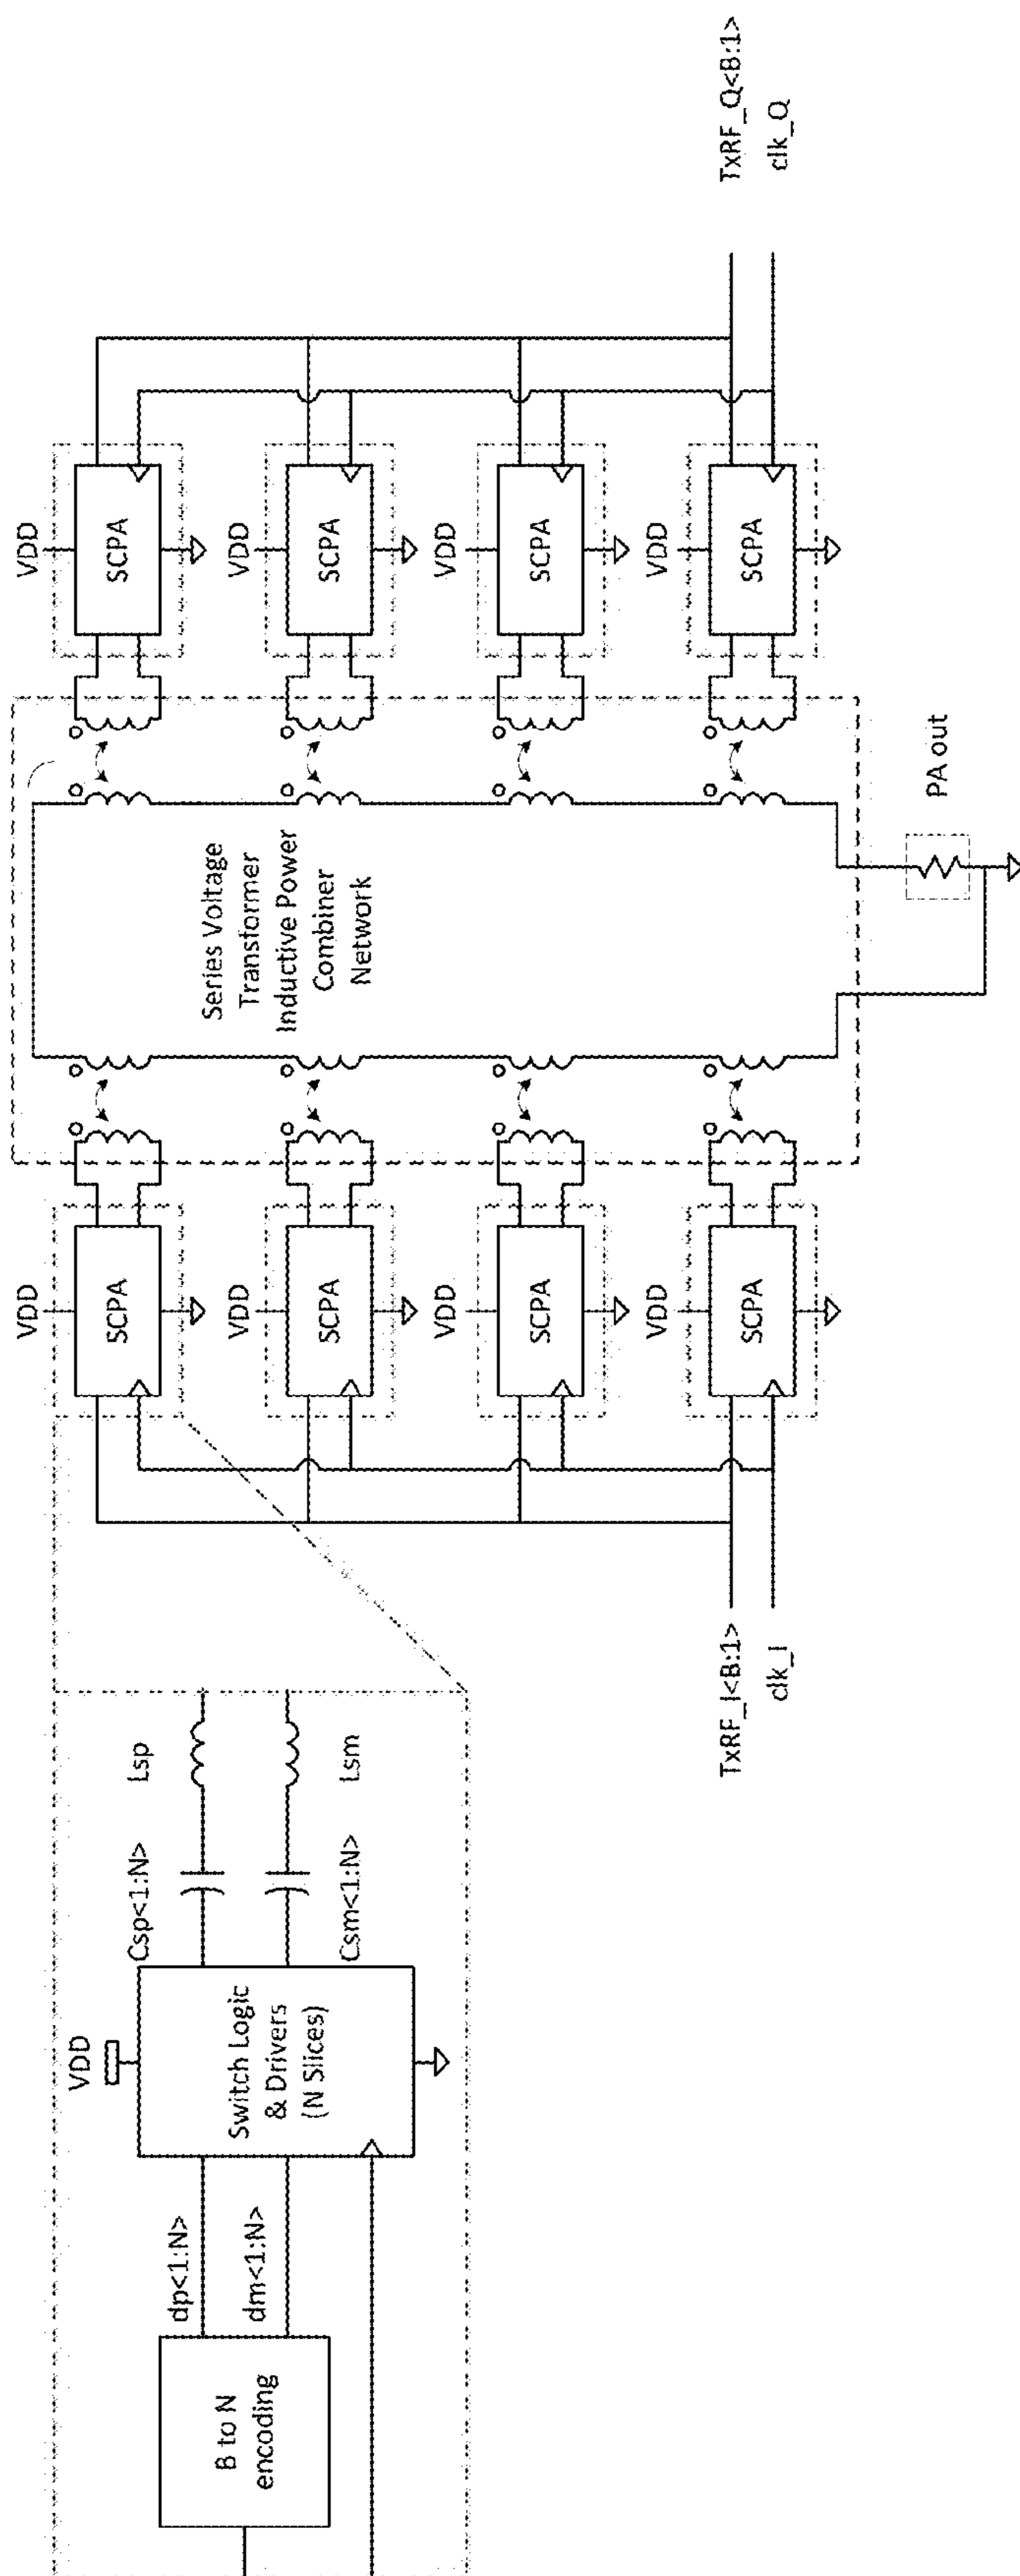 B to N
encoding
dp<1:N>
dm<1:N>
VDD
Switch Logic
& Drivers
(N Slices)
Csp<1:N>
Lsp
Csm<1:N>
Lsm
TxRF_I<B:1>
clk_I
VDD
SCPA
VDD
SCPA
VDD
SCPA
VDD
SCPA
Series Voltage
Transformer
Inductive Power
Combiner
Network
PA out
VDD
SCPA
VDD
SCPA
VDD
SCPA
VDD
SCPA
TxRF_Q<B:1>
clk_Q